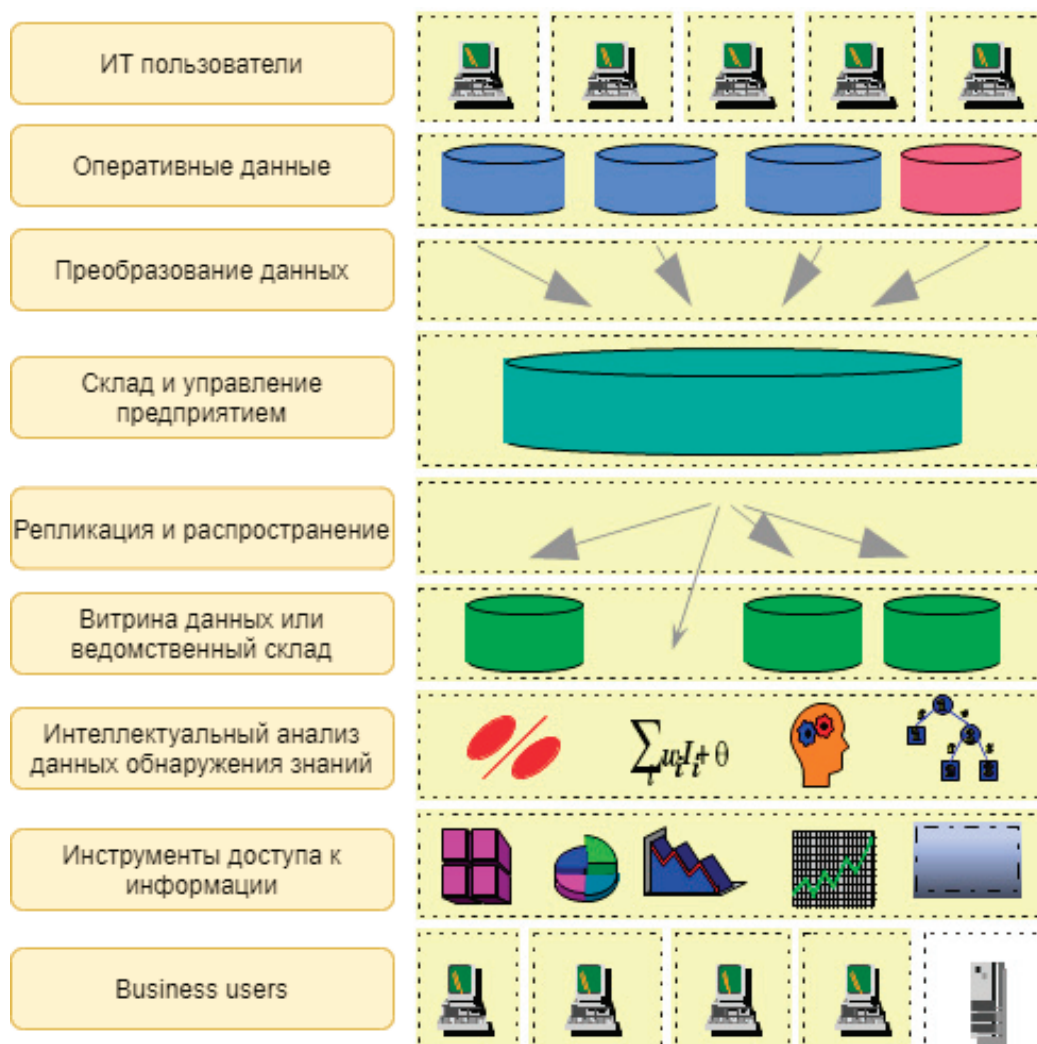 ИТ пользователи
Оперативные данные
Преобразование данных
Склад и управление
предприятием
Репликация и распространение
Витрина данных или
ведомственный склад
Интеллектуальный анализ
данных обнаружения знаний
Инструменты доступа к
информации
Business users